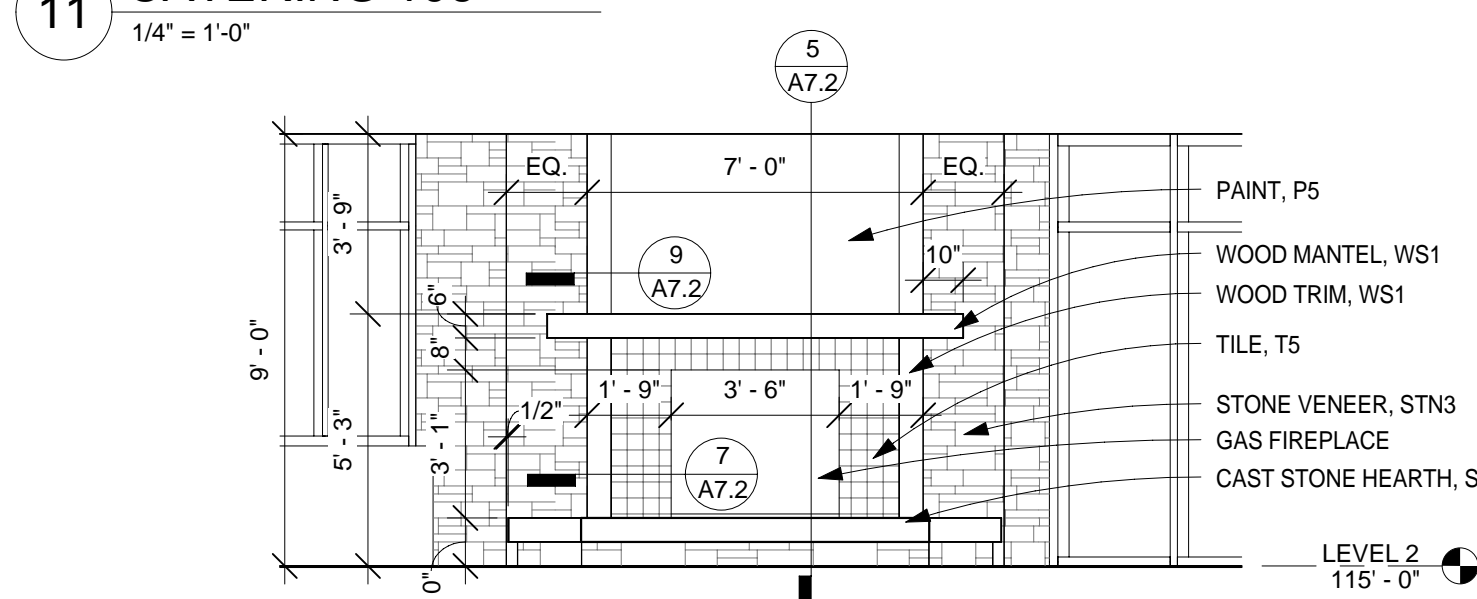 11
1/4" = 1'-0"
5
A7.2
EQ.
7' - 0"
EQ.
PAINT, P5
3' - 9"
9
A7.2
10"
WOOD MANTEL, WS1
WOOD TRIM, WS1
6"
8"
TILE, T5
9' - 0"
1' - 9"
3' - 6"
1' - 9"
1/2"
STONE VENEER, STN3
5' - 3"
3' - 1"
GAS FIREPLACE
7
A7.2
CAST STONE HEARTH, S
LEVEL 2
115' - 0"
0"